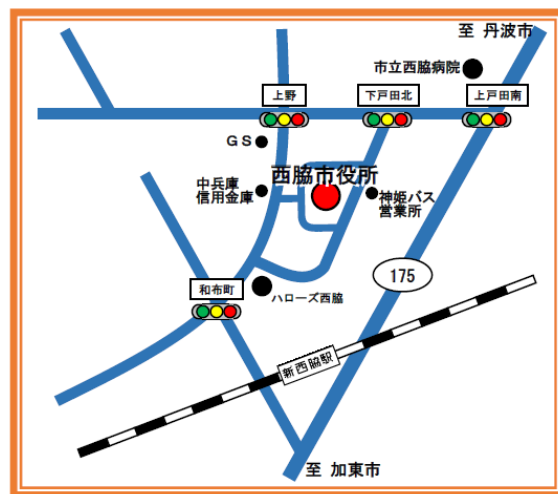 至 丹波市
市立西脇病院
上野
下戸田北
上戸田南
ＧＳ
西脇市役所
中兵庫
信用金庫
神姫バス
営業所
175
和布町
ハローズ西脇
新西脇駅
至 加東市